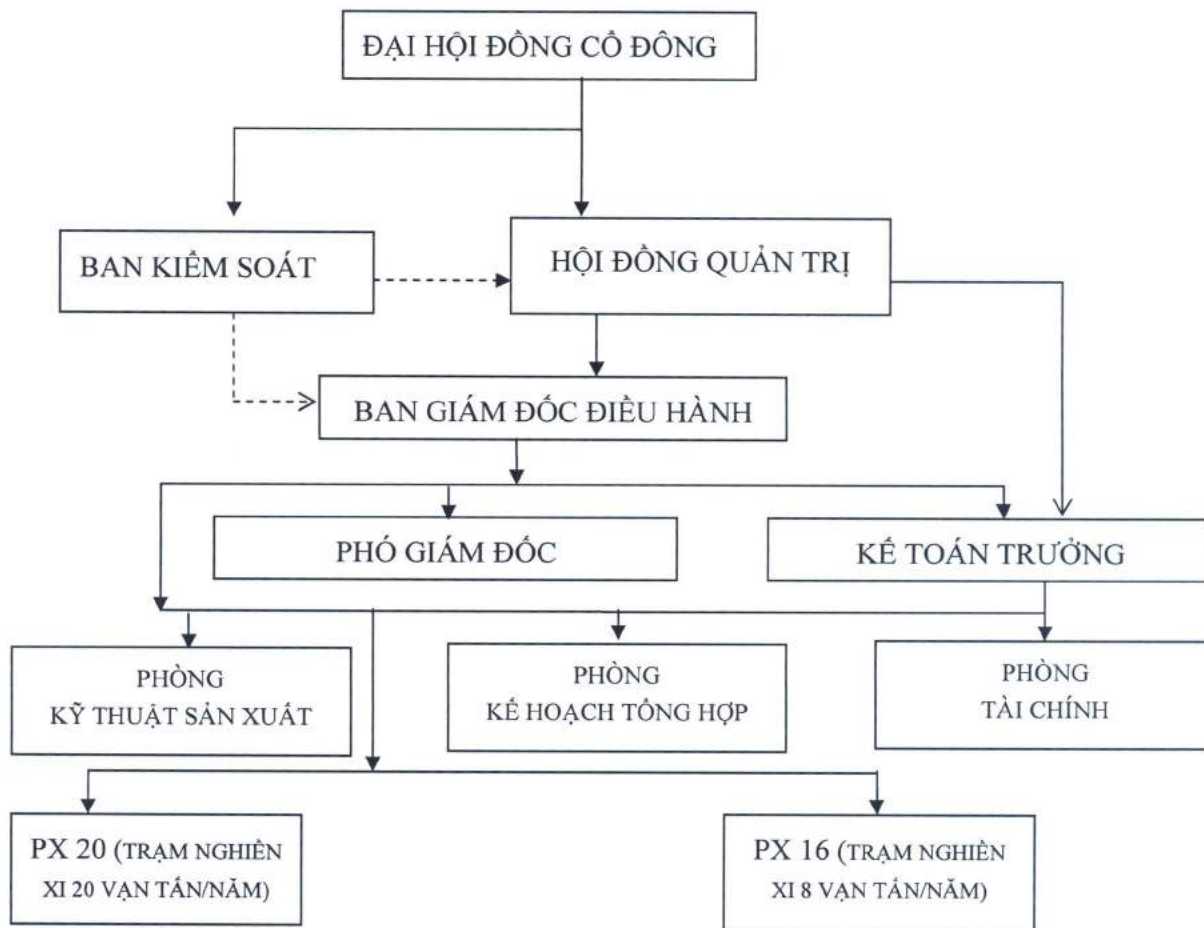 ĐẠI HỘI ĐỒNG CỔ ĐÔNG
BAN KIỂM SOÁT
HỘI ĐỒNG QUẢN TRỊ
BAN GIÁM ĐỐC ĐIỀU HÀNH
PHÓ GIÁM ĐỐC
KẾ TOÁN TRƯỞNG
PHÒNG
KỸ THUẬT SẢN XUẤT
PHÒNG
KẾ HOẠCH TỔNG HỢP
PHÒNG
TÀI CHÍNH
PX 20 (TRẠM NGHIỀN
XI 20 VẠN TẤN/NĂM)
PX 16 (TRẠM NGHIỀN
XI 8 VẠN TẤN/NĂM)